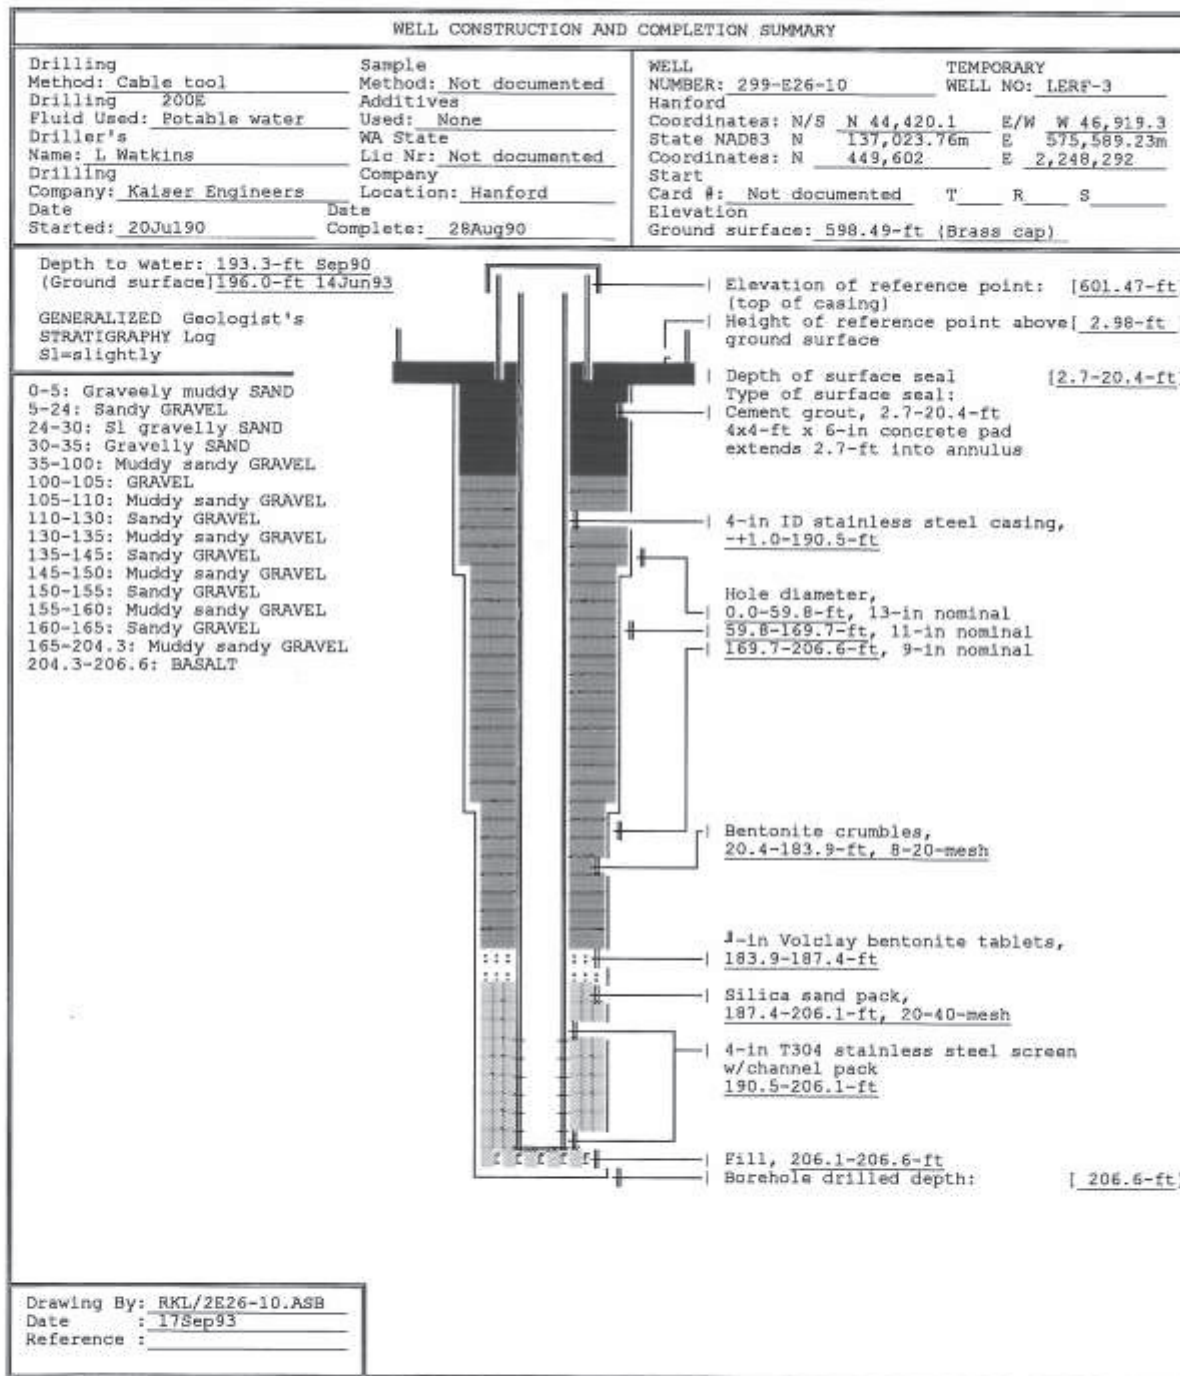 WELL CONSTRUCTION AND COMPLETION SUMMARY
Drilling
Method: Cable tool
Drilling 200E
Fluid Used: Potable water
Driller's
Name: L Watkins
Drilling
Company: Kaiser Engineers
Date
Started: 20Jul90
Sample
Method: Not documented
Additives
Used: None
WA State
Lic Nr: Not documented
Company
Location: Hanford
Date
Complete: 28Aug90
WELL TEMPORARY
NUMBER: 299-E26-10 WELL NO: LERF-3
Hanford
Coordinates: N/S N 44,420.1 E/W W 46,919.3
State NAD83 N 137,023.76m E 575,589.23m
Coordinates: N 449,602 E 2,248,292
Start
Card #: Not documented T R S
Elevation
Ground surface: 598.49-ft (Brass cap)
Depth to water: 193.3-ft Sep90
(Ground surface) 196.0-ft 14Jun93
GENERALIZED Geologist's
STRATIGRAPHY Log
Sl=slightly
0-5: Graveely muddy SAND
5-24: Sandy GRAVEL
24-30: Sl gravelly SAND
30-35: Gravelly SAND
35-100: Muddy sandy GRAVEL
100-105: GRAVEL
105-110: Muddy sandy GRAVEL
110-130: Sandy GRAVEL
130-135: Muddy sandy GRAVEL
135-145: Sandy GRAVEL
145-150: Muddy sandy GRAVEL
150-155: Sandy GRAVEL
155-160: Muddy sandy GRAVEL
160-165: Sandy GRAVEL
165-204.3: Muddy sandy GRAVEL
204.3-206.6: BASALT
Elevation of reference point: [601.47-ft]
(top of casing)
Height of reference point above[ 2.98-ft ]
ground surface
Depth of surface seal [2.7-20.4-ft]
Type of surface seal:
Cement grout, 2.7-20.4-ft
4x4-ft x 6-in concrete pad
extends 2.7-ft into annulus
4-in ID stainless steel casing,
~+1.0-190.5-ft
Hole diameter,
0.0-59.8-ft, 13-in nominal
59.8-169.7-ft, 11-in nominal
169.7-206.6-ft, 9-in nominal
Bentonite crumbles,
20.4-183.9-ft, 8-20-mesh
-in Volclay bentonite tablets,
183.9-187.4-ft
Silica sand pack,
187.4-206.1-ft, 20-40-mesh
4-in T304 stainless steel screen
w/channel pack
190.5-206.1-ft
f f f f f
Fill, 206.1-206.6-ft
Borehole drilled depth: [ 206.6-ft]
Drawing By: RKL/2E26-10.ASB
Date : 17Sep93
Reference :